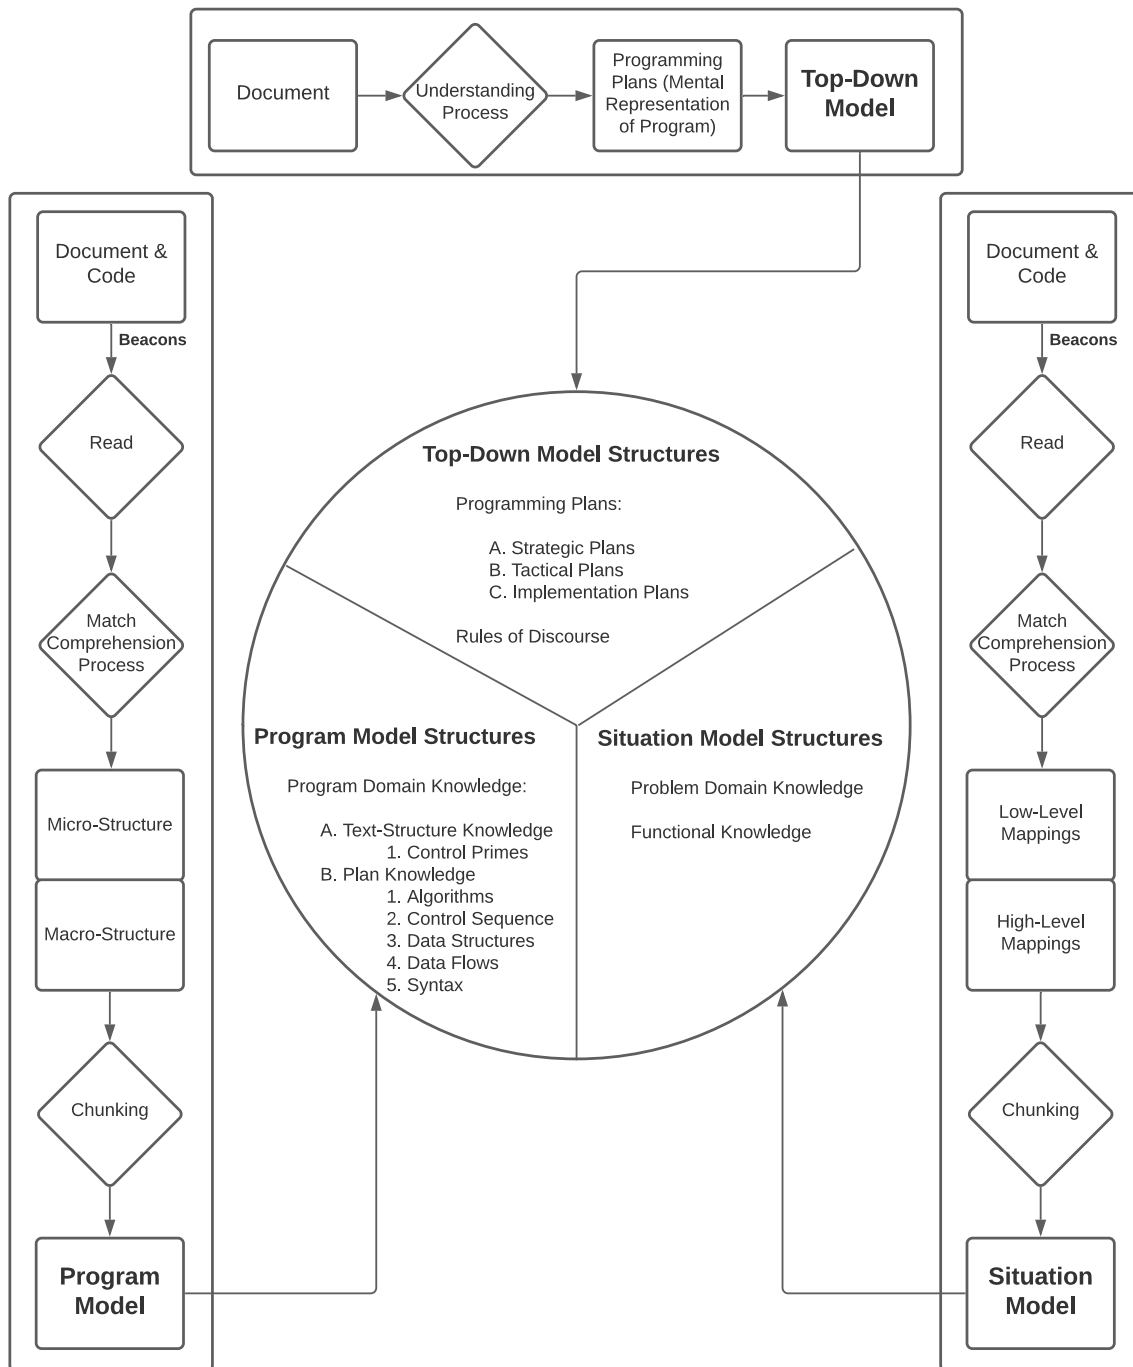 Document
Understanding
Process
Programming
Plans (Mental
Representation
of Program)
Top-Down
Model
Document &
Code
Beacons
Read
Match
Comprehension
Process
Micro-Structure
Macro-Structure
Chunking
Program
Model
Top-Down Model Structures
Programming Plans:
A. Strategic Plans
B. Tactical Plans
C. Implementation Plans
Rules of Discourse
Program Model Structures
Program Domain Knowledge:
A. Text-Structure Knowledge
1. Control Primes
B. Plan Knowledge
1. Algorithms
2. Control Sequence
3. Data Structures
4. Data Flows
5. Syntax
Situation Model Structures
Problem Domain Knowledge
Functional Knowledge
Document &
Code
Beacons
Read
Match
Comprehension
Process
Low-Level
Mappings
High-Level
Mappings
Chunking
Situation
Model